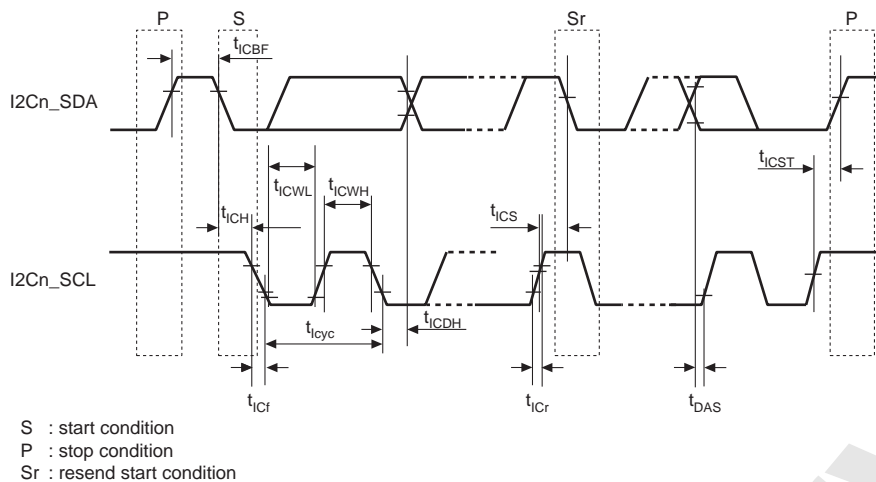 P S Sr P
tICBF
I2Cn_SDA
tICST
tICWL tICWH
tICH tICS
I2Cn_SCL
tIcyc tICDH
tICf tICr tDAS
S : start condition
P : stop condition
Sr : resend start condition